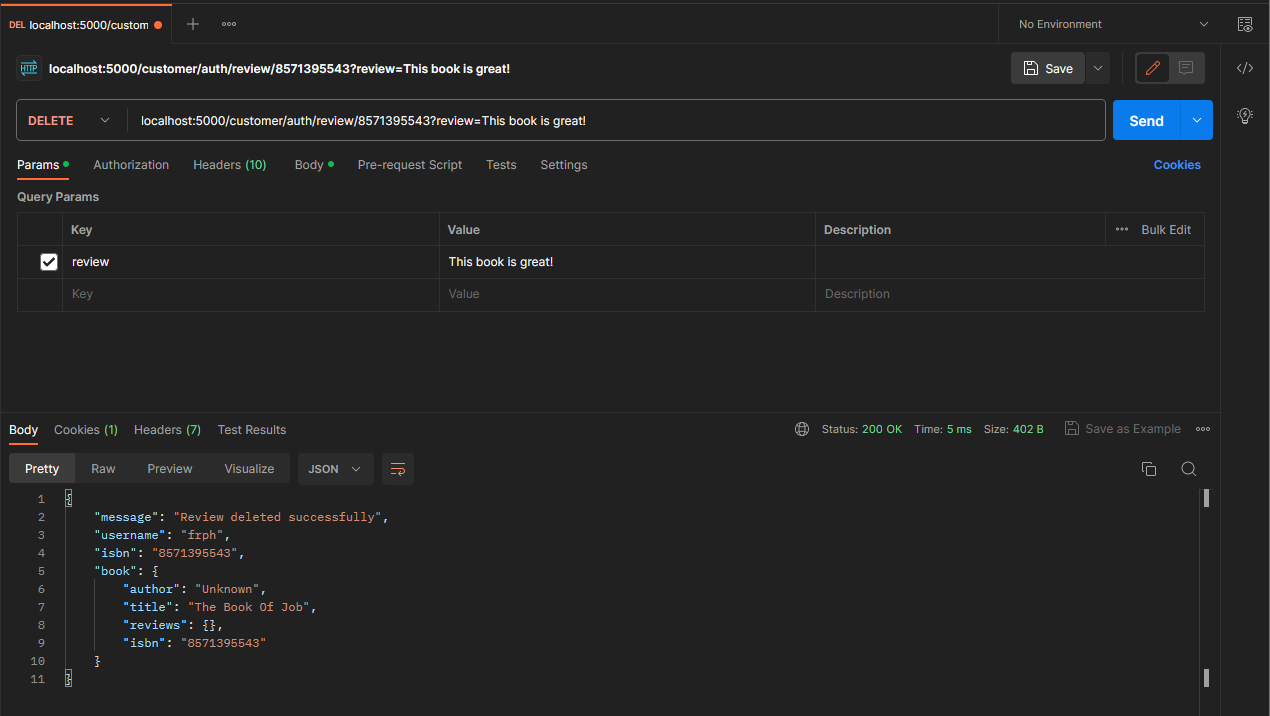 DEL localhost:5000/custom
No Environment
HTTP localhost:5000/customer/auth/review/8571395543?review=This book is great!
Save
DELETE localhost:5000/customer/auth/review/8571395543?review=This book is great!
Send
Params Authorization Headers (10) Body Pre-request Script Tests Settings Cookies
Query Params
Key Value Description Bulk Edit
review This book is great!
Key Value Description
Body Cookies (1) Headers (7) Test Results Status: 200 OK Time: 5 ms Size: 402 B Save as Example
Pretty Raw Preview Visualize JSON
1 {
2 "message": "Review deleted successfully",
3 "username": "frph",
4 "isbn": "8571395543",
5 "book": {
6 "author": "Unknown",
7 "title": "The Book Of Job",
8 "reviews": {},
9 "isbn": "8571395543"
10 }
11 }